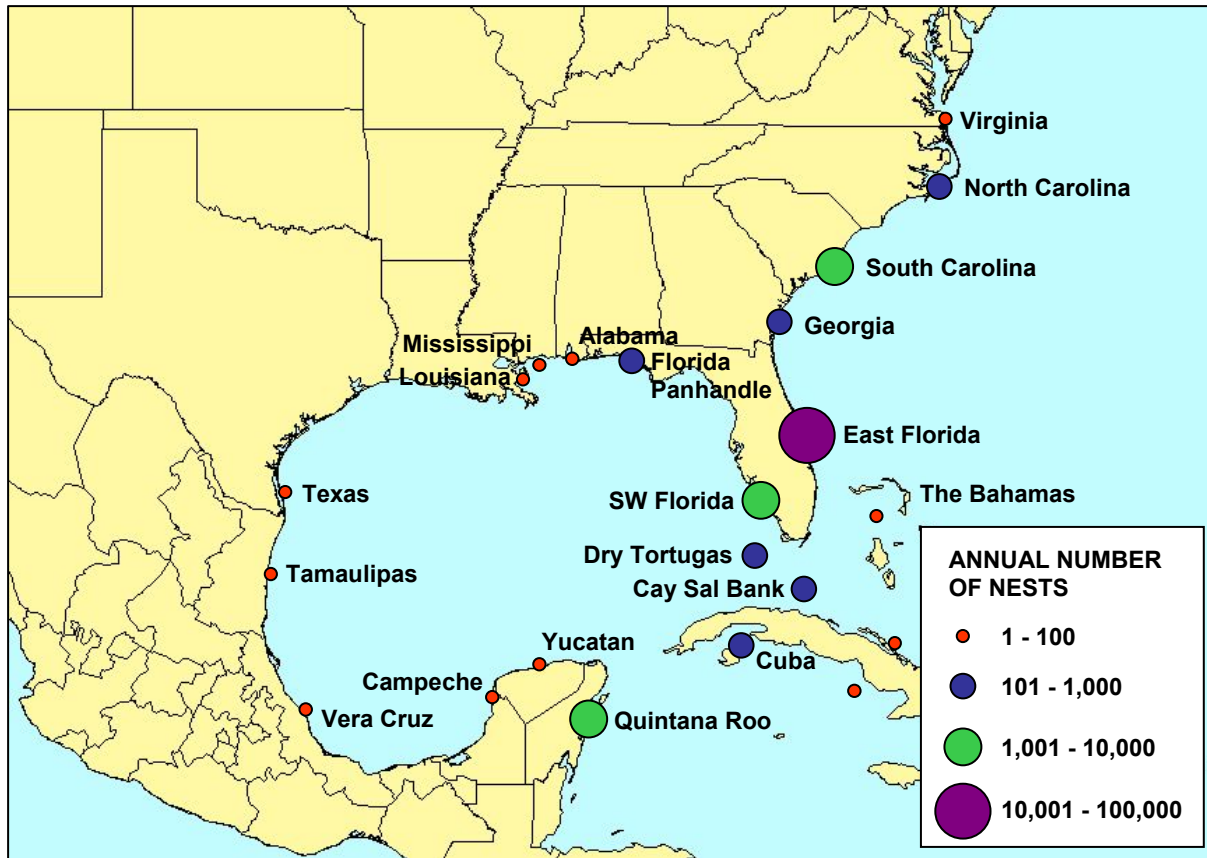 Virginia
North Carolina
South Carolina
Georgia
Alabama
Mississippi
Florida
Louisiana
Panhandle
East Florida
Texas
SW Florida
The Bahamas
Dry Tortugas
Tamaulipas
Cay Sal Bank
Yucatan
Cuba
Campeche
Vera Cruz
Quintana Roo
ANNUAL NUMBER
OF NESTS
1 - 100
101 - 1,000
1,001 - 10,000
10,001 - 100,000